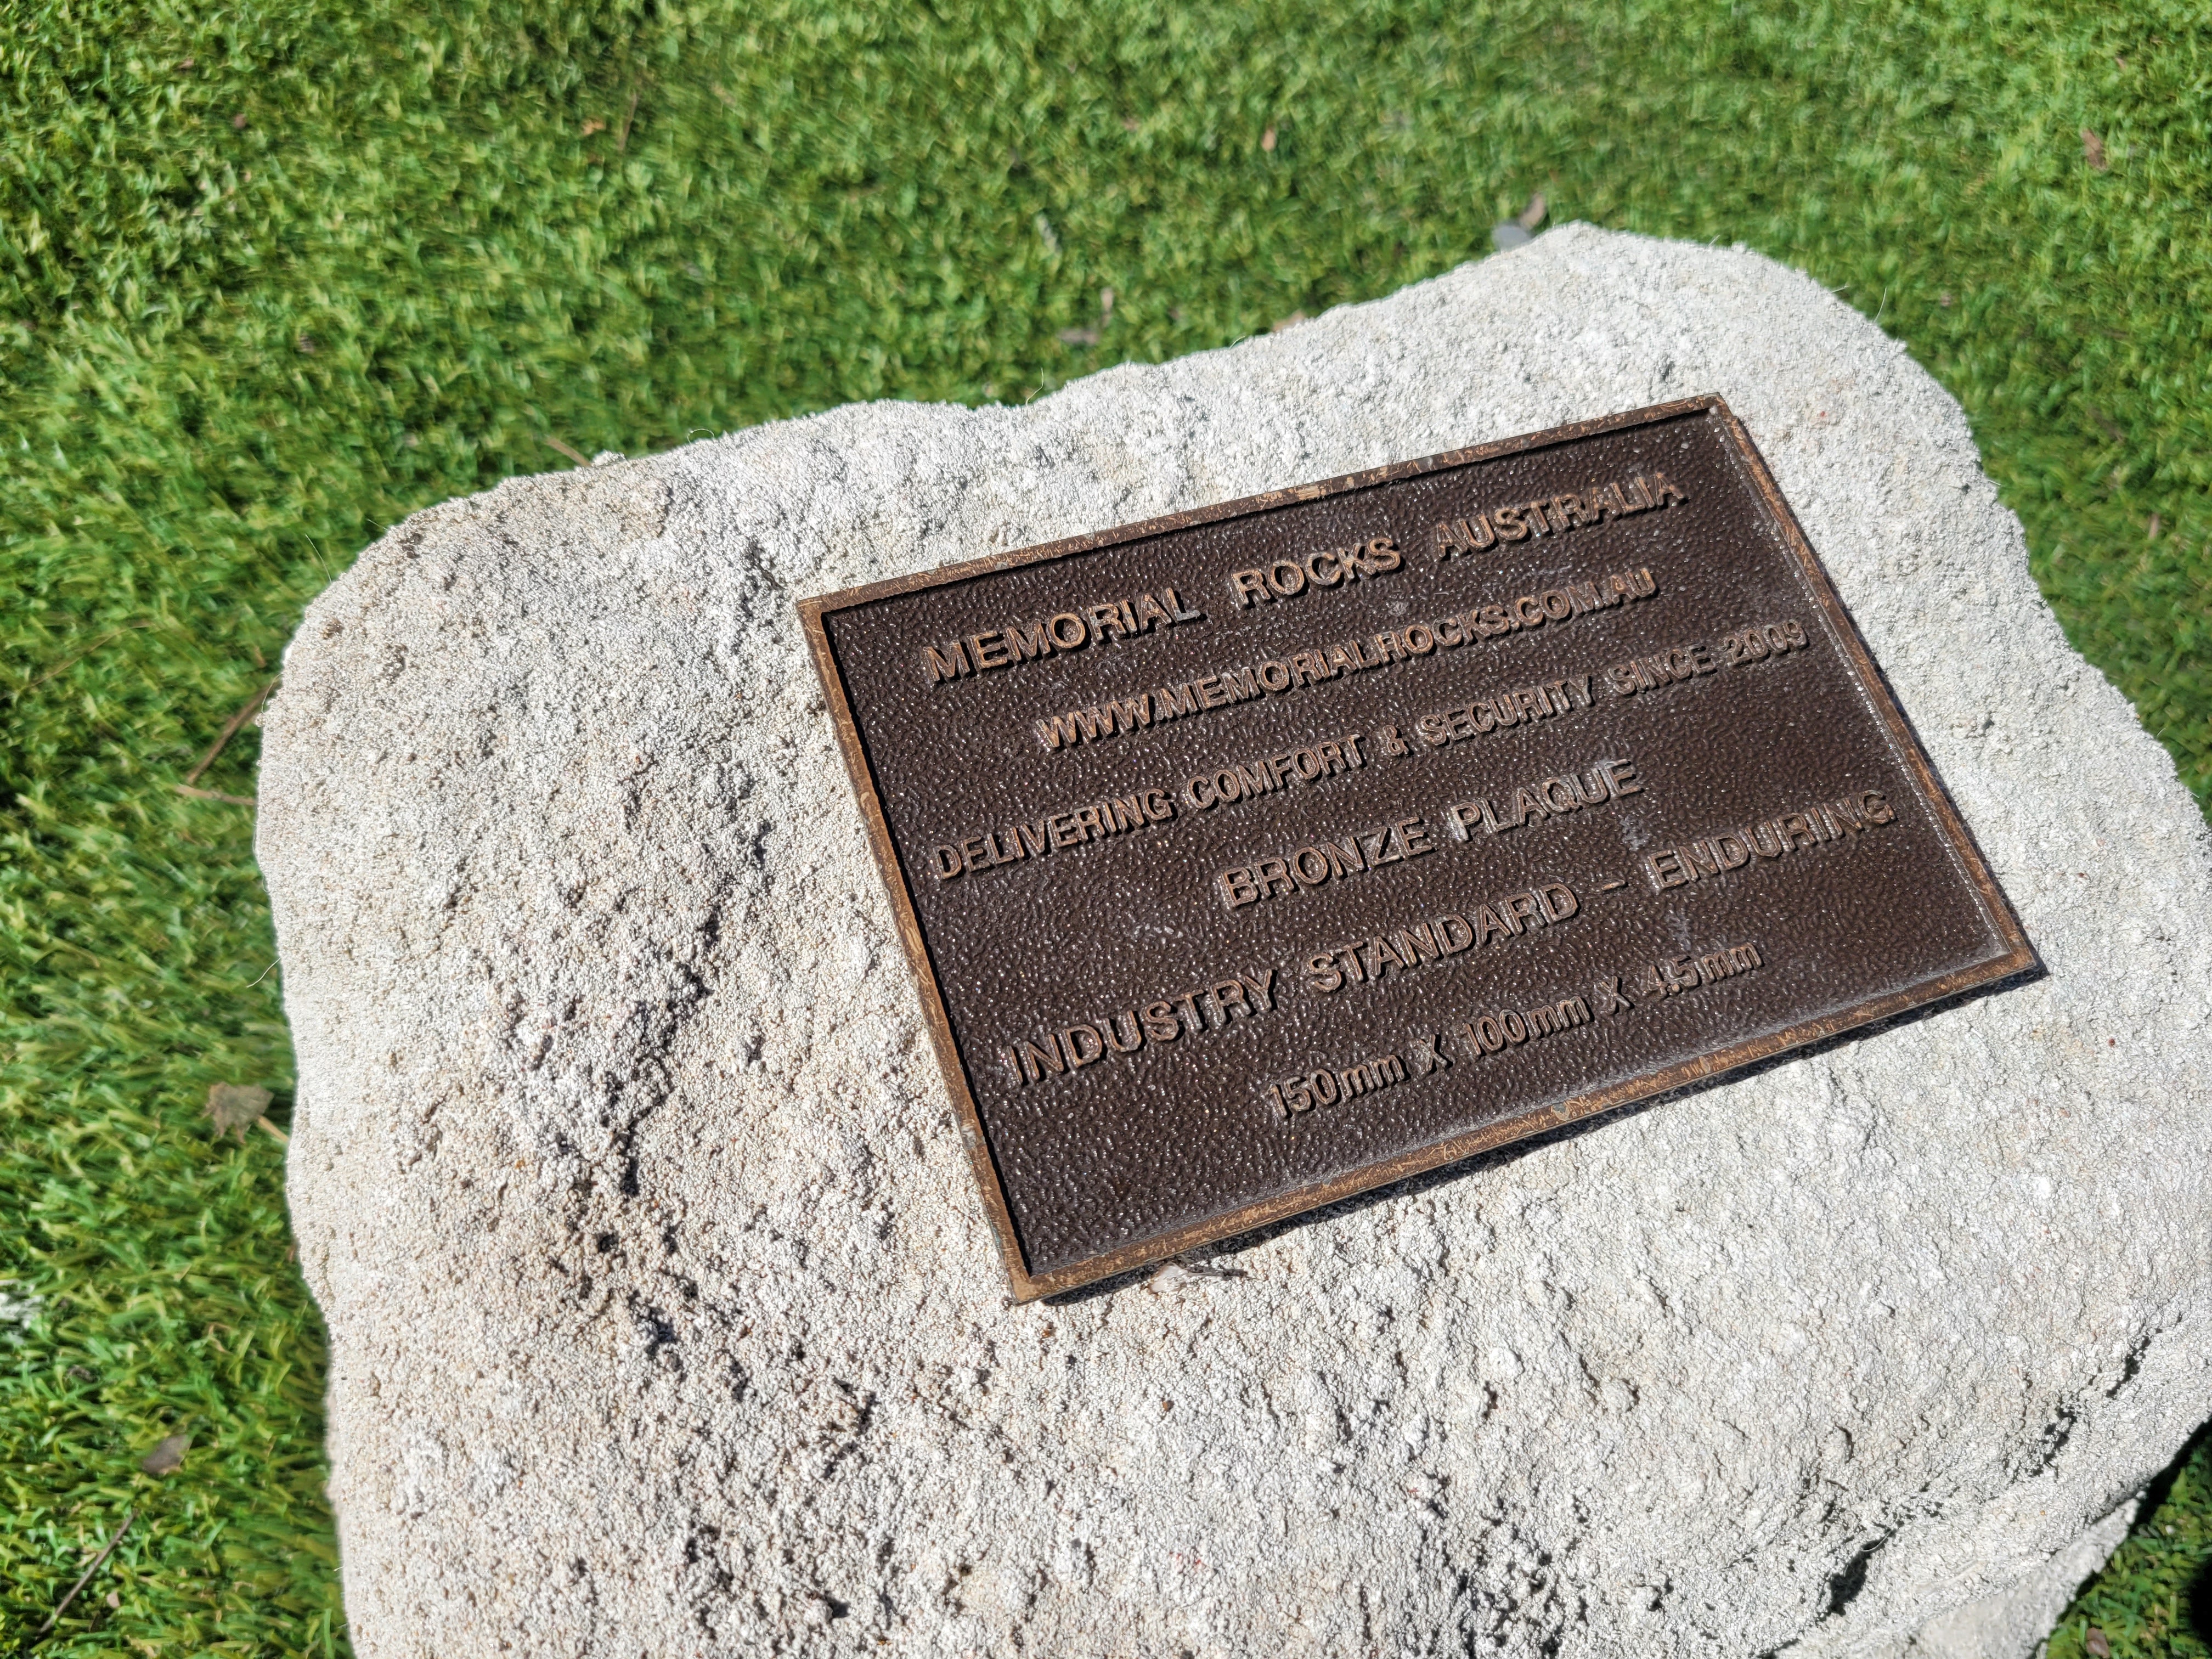 MEMORIAL ROCKS AUSTRALIA
WWW.MEMORIALROCKS.COM.AU
DELIVERING COMFORT & SECURITY SINCE 2009
BRONZE PLAQUE
INDUSTRY STANDARD - ENDURING
150mm X 100mm X 4.5mm